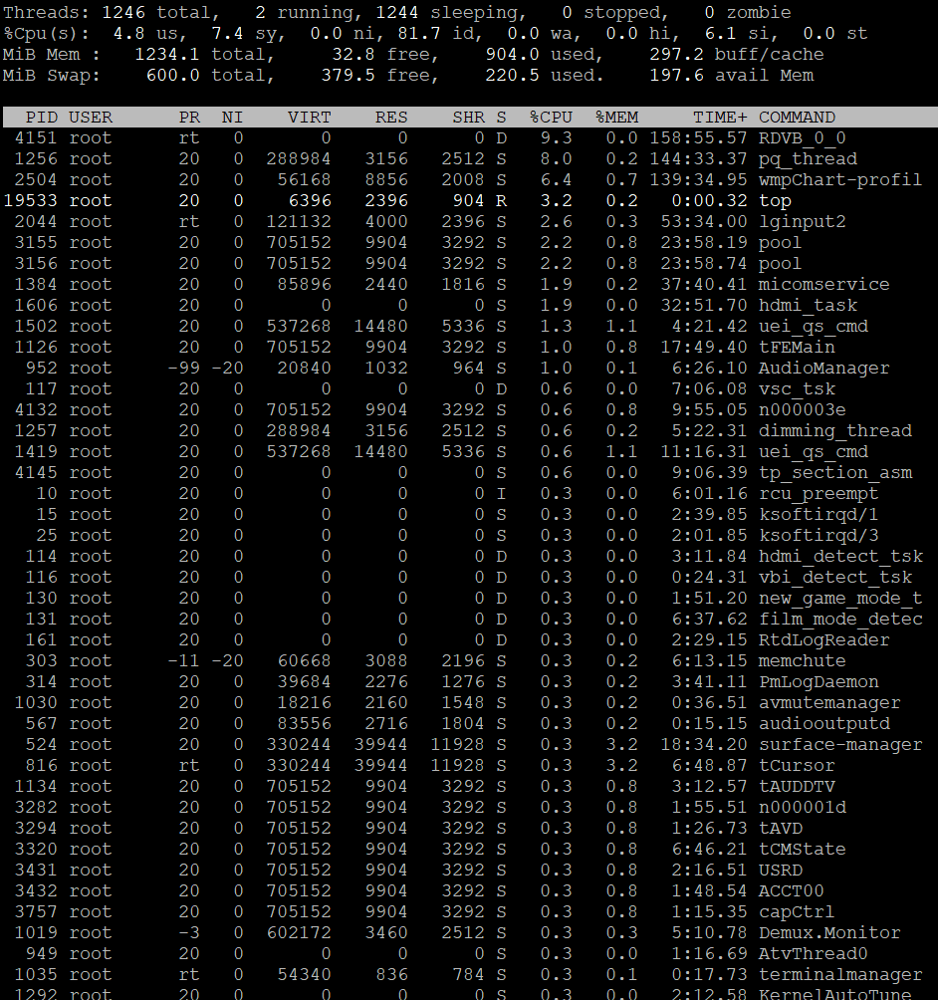 Threads: 1246 total,   2 running, 1244 sleeping,   0 stopped,   0 zombie
%Cpu(s):  4.8 us,  7.4 sy,  0.0 ni, 81.7 id,  0.0 wa,  0.0 hi,  6.1 si,  0.0 st
MiB Mem :   1234.1 total,     32.8 free,    904.0 used,    297.2 buff/cache
MiB Swap:    600.0 total,    379.5 free,    220.5 used.    197.6 avail Mem
PID USER PR NI VIRT RES SHR S %CPU %MEM TIME+ COMMAND
4151 root rt 0 0 0 0 D 9.3 0.0 158:55.57 RDVB_0_0
1256 root 20 0 288984 3156 2512 S 8.0 0.2 144:33.37 pq_thread
2504 root 20 0 56168 8856 2008 S 6.4 0.7 139:34.95 wmpChart-profil
19533 root 20 0 6396 2396 904 R 3.2 0.2 0:00.32 top
2044 root rt 0 121132 4000 2396 S 2.6 0.3 53:34.00 lginput2
3155 root 20 0 705152 9904 3292 S 2.2 0.8 23:58.19 pool
3156 root 20 0 705152 9904 3292 S 2.2 0.8 23:58.74 pool
1384 root 20 0 85896 2440 1816 S 1.9 0.2 37:40.41 micomservice
1606 root 20 0 0 0 0 S 1.9 0.0 32:51.70 hdmi_task
1502 root 20 0 537268 14480 5336 S 1.3 1.1 4:21.42 uei_qs_cmd
1126 root 20 0 705152 9904 3292 S 1.0 0.8 17:49.40 tFEMain
952 root -99 -20 20840 1032 964 S 1.0 0.1 6:26.10 AudioManager
117 root 20 0 0 0 0 D 0.6 0.0 7:06.08 vsc_tsk
4132 root 20 0 705152 9904 3292 S 0.6 0.8 9:55.05 n000003e
1257 root 20 0 288984 3156 2512 S 0.6 0.2 5:22.31 dimming_thread
1419 root 20 0 537268 14480 5336 S 0.6 1.1 11:16.31 uei_qs_cmd
4145 root 20 0 0 0 0 S 0.6 0.0 9:06.39 tp_section_asm
10 root 20 0 0 0 0 I 0.3 0.0 6:01.16 rcu_preempt
15 root 20 0 0 0 0 S 0.3 0.0 2:39.85 ksoftirqd/1
25 root 20 0 0 0 0 S 0.3 0.0 2:01.85 ksoftirqd/3
114 root 20 0 0 0 0 D 0.3 0.0 3:11.84 hdmi_detect_tsk
116 root 20 0 0 0 0 D 0.3 0.0 0:24.31 vbi_detect_tsk
130 root 20 0 0 0 0 D 0.3 0.0 1:51.20 new_game_mode_t
131 root 20 0 0 0 0 D 0.3 0.0 6:37.62 film_mode_detec
161 root 20 0 0 0 0 D 0.3 0.0 2:29.15 RtdLogReader
303 root -11 -20 60668 3088 2196 S 0.3 0.2 6:13.15 memchute
314 root 20 0 39684 2276 1276 S 0.3 0.2 3:41.11 PmLogDaemon
1030 root 20 0 18216 2160 1548 S 0.3 0.2 0:36.51 avmutemanager
567 root 20 0 83556 2716 1804 S 0.3 0.2 0:15.15 audiooutputd
524 root 20 0 330244 39944 11928 S 0.3 3.2 18:34.20 surface-manager
816 root rt 0 330244 39944 11928 S 0.3 3.2 6:48.87 tCursor
1134 root 20 0 705152 9904 3292 S 0.3 0.8 3:12.57 tAUDDTV
3282 root 20 0 705152 9904 3292 S 0.3 0.8 1:55.51 n000001d
3294 root 20 0 705152 9904 3292 S 0.3 0.8 1:26.73 tAVD
3320 root 20 0 705152 9904 3292 S 0.3 0.8 6:46.21 tCMState
3431 root 20 0 705152 9904 3292 S 0.3 0.8 2:16.51 USRD
3432 root 20 0 705152 9904 3292 S 0.3 0.8 1:48.54 ACCT00
3757 root 20 0 705152 9904 3292 S 0.3 0.8 1:15.35 capCtrl
1019 root -3 0 602172 3460 2512 S 0.3 0.3 5:10.78 Demux.Monitor
949 root 20 0 0 0 0 S 0.3 0.0 1:16.69 AtvThread0
1035 root rt 0 54340 836 784 S 0.3 0.1 0:17.73 terminalmanager
1292 root 20 0 0 0 0 S 0.3 0.0 2:12.58 KernelAutoTune